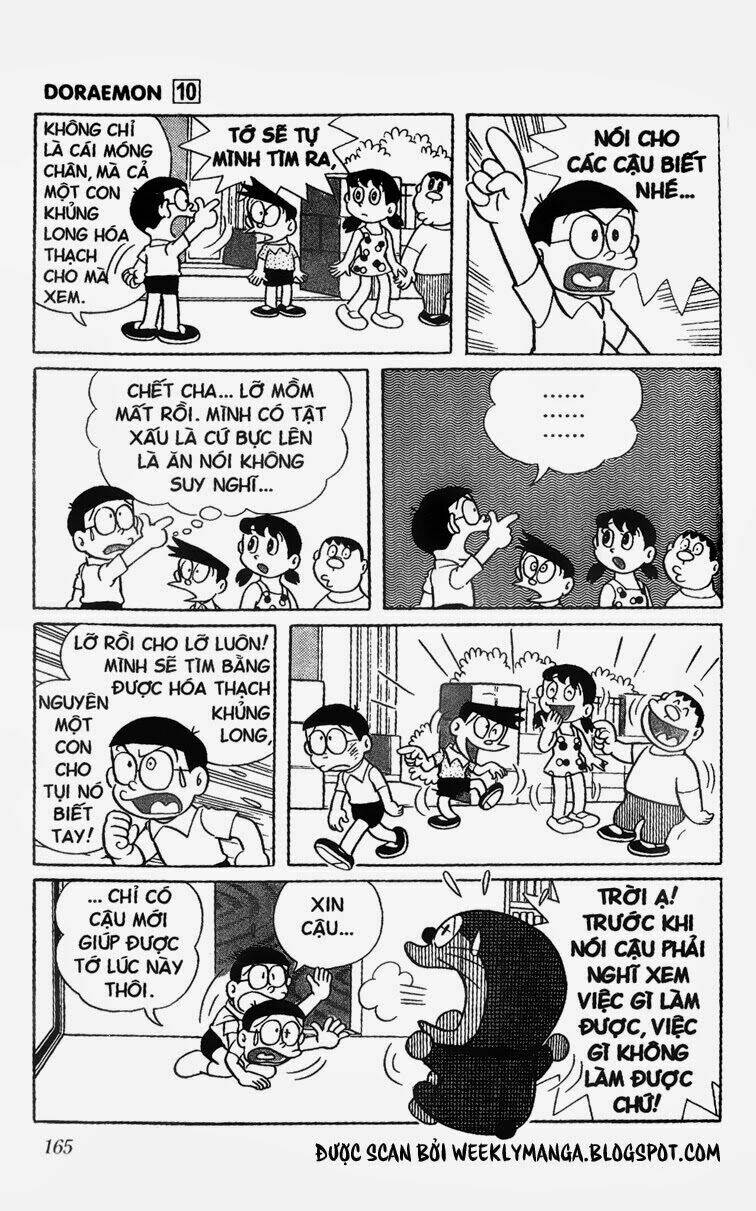 DORAEMON 10
NÓI CHO
CÁC CẬU BIẾT
NHÉ...
TỚ SẼ TỰ
MÌNH TÌM RA,
KHÔNG CHỈ
LÀ CÁI MÓNG
CHÂN, MÀ CẢ
MỘT CON
KHỦNG
LONG HÓA
THẠCH
CHO MÀ
XEM.
......
......
......
CHẾT CHA... LỠ MỒM
MẤT RỒI. MÌNH CÓ TẬT
XẤU LÀ CỨ BỰC LÊN
LÀ ĂN NÓI KHÔNG
SUY NGHĨ...
LỠ RỒI CHO LỠ LUÔN!
MÌNH SẼ TÌM BẰNG
ĐƯỢC HÓA THẠCH
KHỦNG
LONG,
NGUYÊN
MỘT
CON
CHO
TỤI NÓ
BIẾT
TAY!
TRỜI Ạ!
TRƯỚC KHI
NÓI CẬU PHẢI
NGHĨ XEM
VIỆC GÌ LÀM
ĐƯỢC, VIỆC
GÌ KHÔNG
LÀM ĐƯỢC
CHỨ!
XIN
CẬU...
... CHỈ CÓ
CẬU MỚI
GIÚP ĐƯỢC
TỚ LÚC NÀY
THÔI.
165
ĐƯỢC SCAN BỞI WEEKLYMANGA.BLOGSPOT.COM